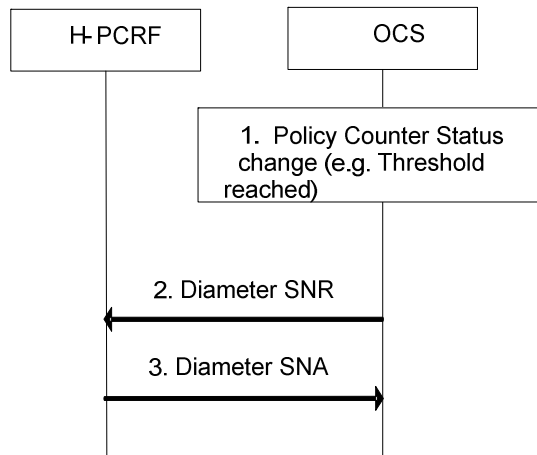 H-PCRF
OCS
1. Policy Counter Status
change (e.g. Threshold
reached)
2. Diameter SNR
3. Diameter SNA